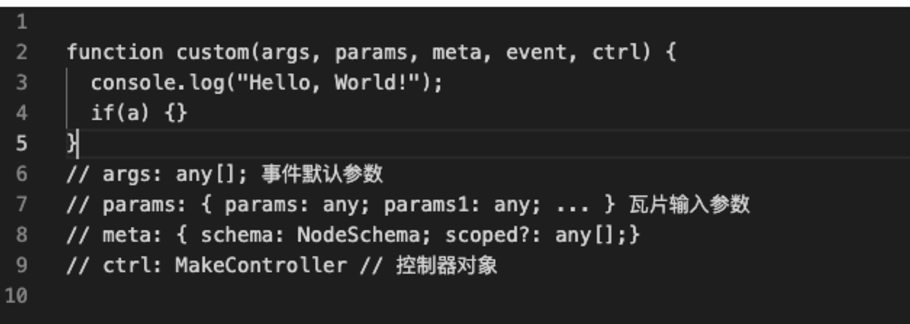 1
2 function custom(args, params, meta, event, ctrl) {
3   console.log("Hello, World!");
4   if(a) {}
5 }
6 // args: any[]; 事件默认参数
7 // params: { params: any; params1: any; ... } 瓦片输入参数
8 // meta: { schema: NodeSchema; scoped?: any[];}
9 // ctrl: MakeController // 控制器对象
10